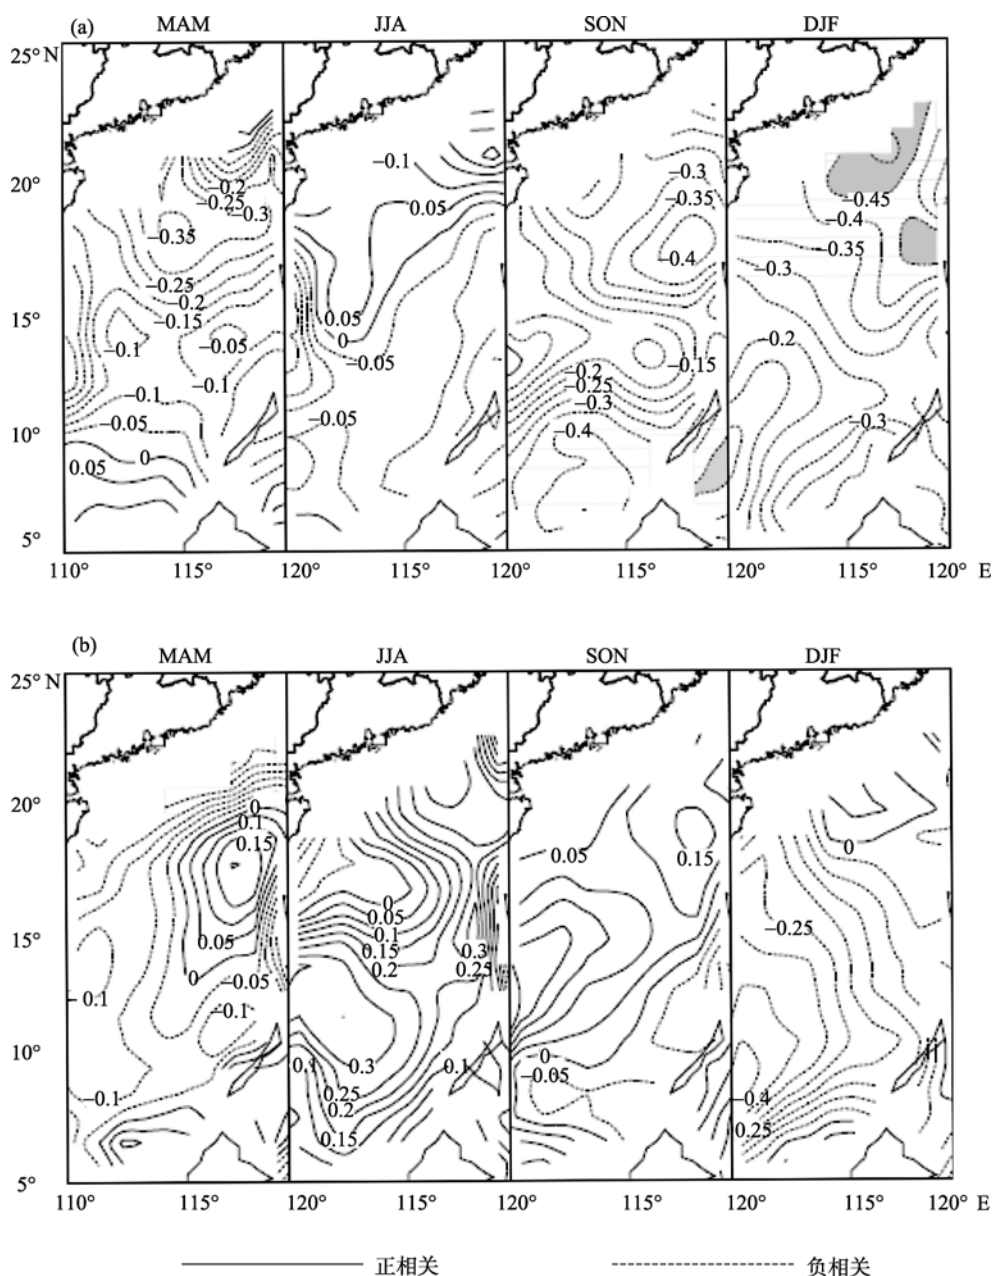 (a)
MAM JJA SON DJF
25° N
-0.1 -0.3
20° -0.2 -0.45
-0.25 0.05 -0.35 -0.4
-0.3
-0.35 -0.4 -0.35
-0.25 -0.3
-0.2
15° -0.15 0.05
-0.1 -0.05 0 -0.15 -0.2
-0.05 -0.2
-0.1 -0.25
-0.1 -0.3
-0.05 -0.05 -0.4 -0.3
10°
0.05 0
5°
110° 115° 120° 115° 120° 115° 120° 115° 120° E
(b)
MAM JJA SON DJF
25° N
20° 0
0.1
0.15 0.05 0.15 0
0
0.05
0.05 0.1 -0.25
15° 0.15 0.3
0 -0.05 0.2 0.25
-0.1 -0.1
10° 0
0.1 0.3 0.1 -0.05
-0.1 0.25 -0.4
0.2
0.15 0.25
5°
110° 115° 120° 115° 120° 115° 120° 115° 120° E
正相关 负相关